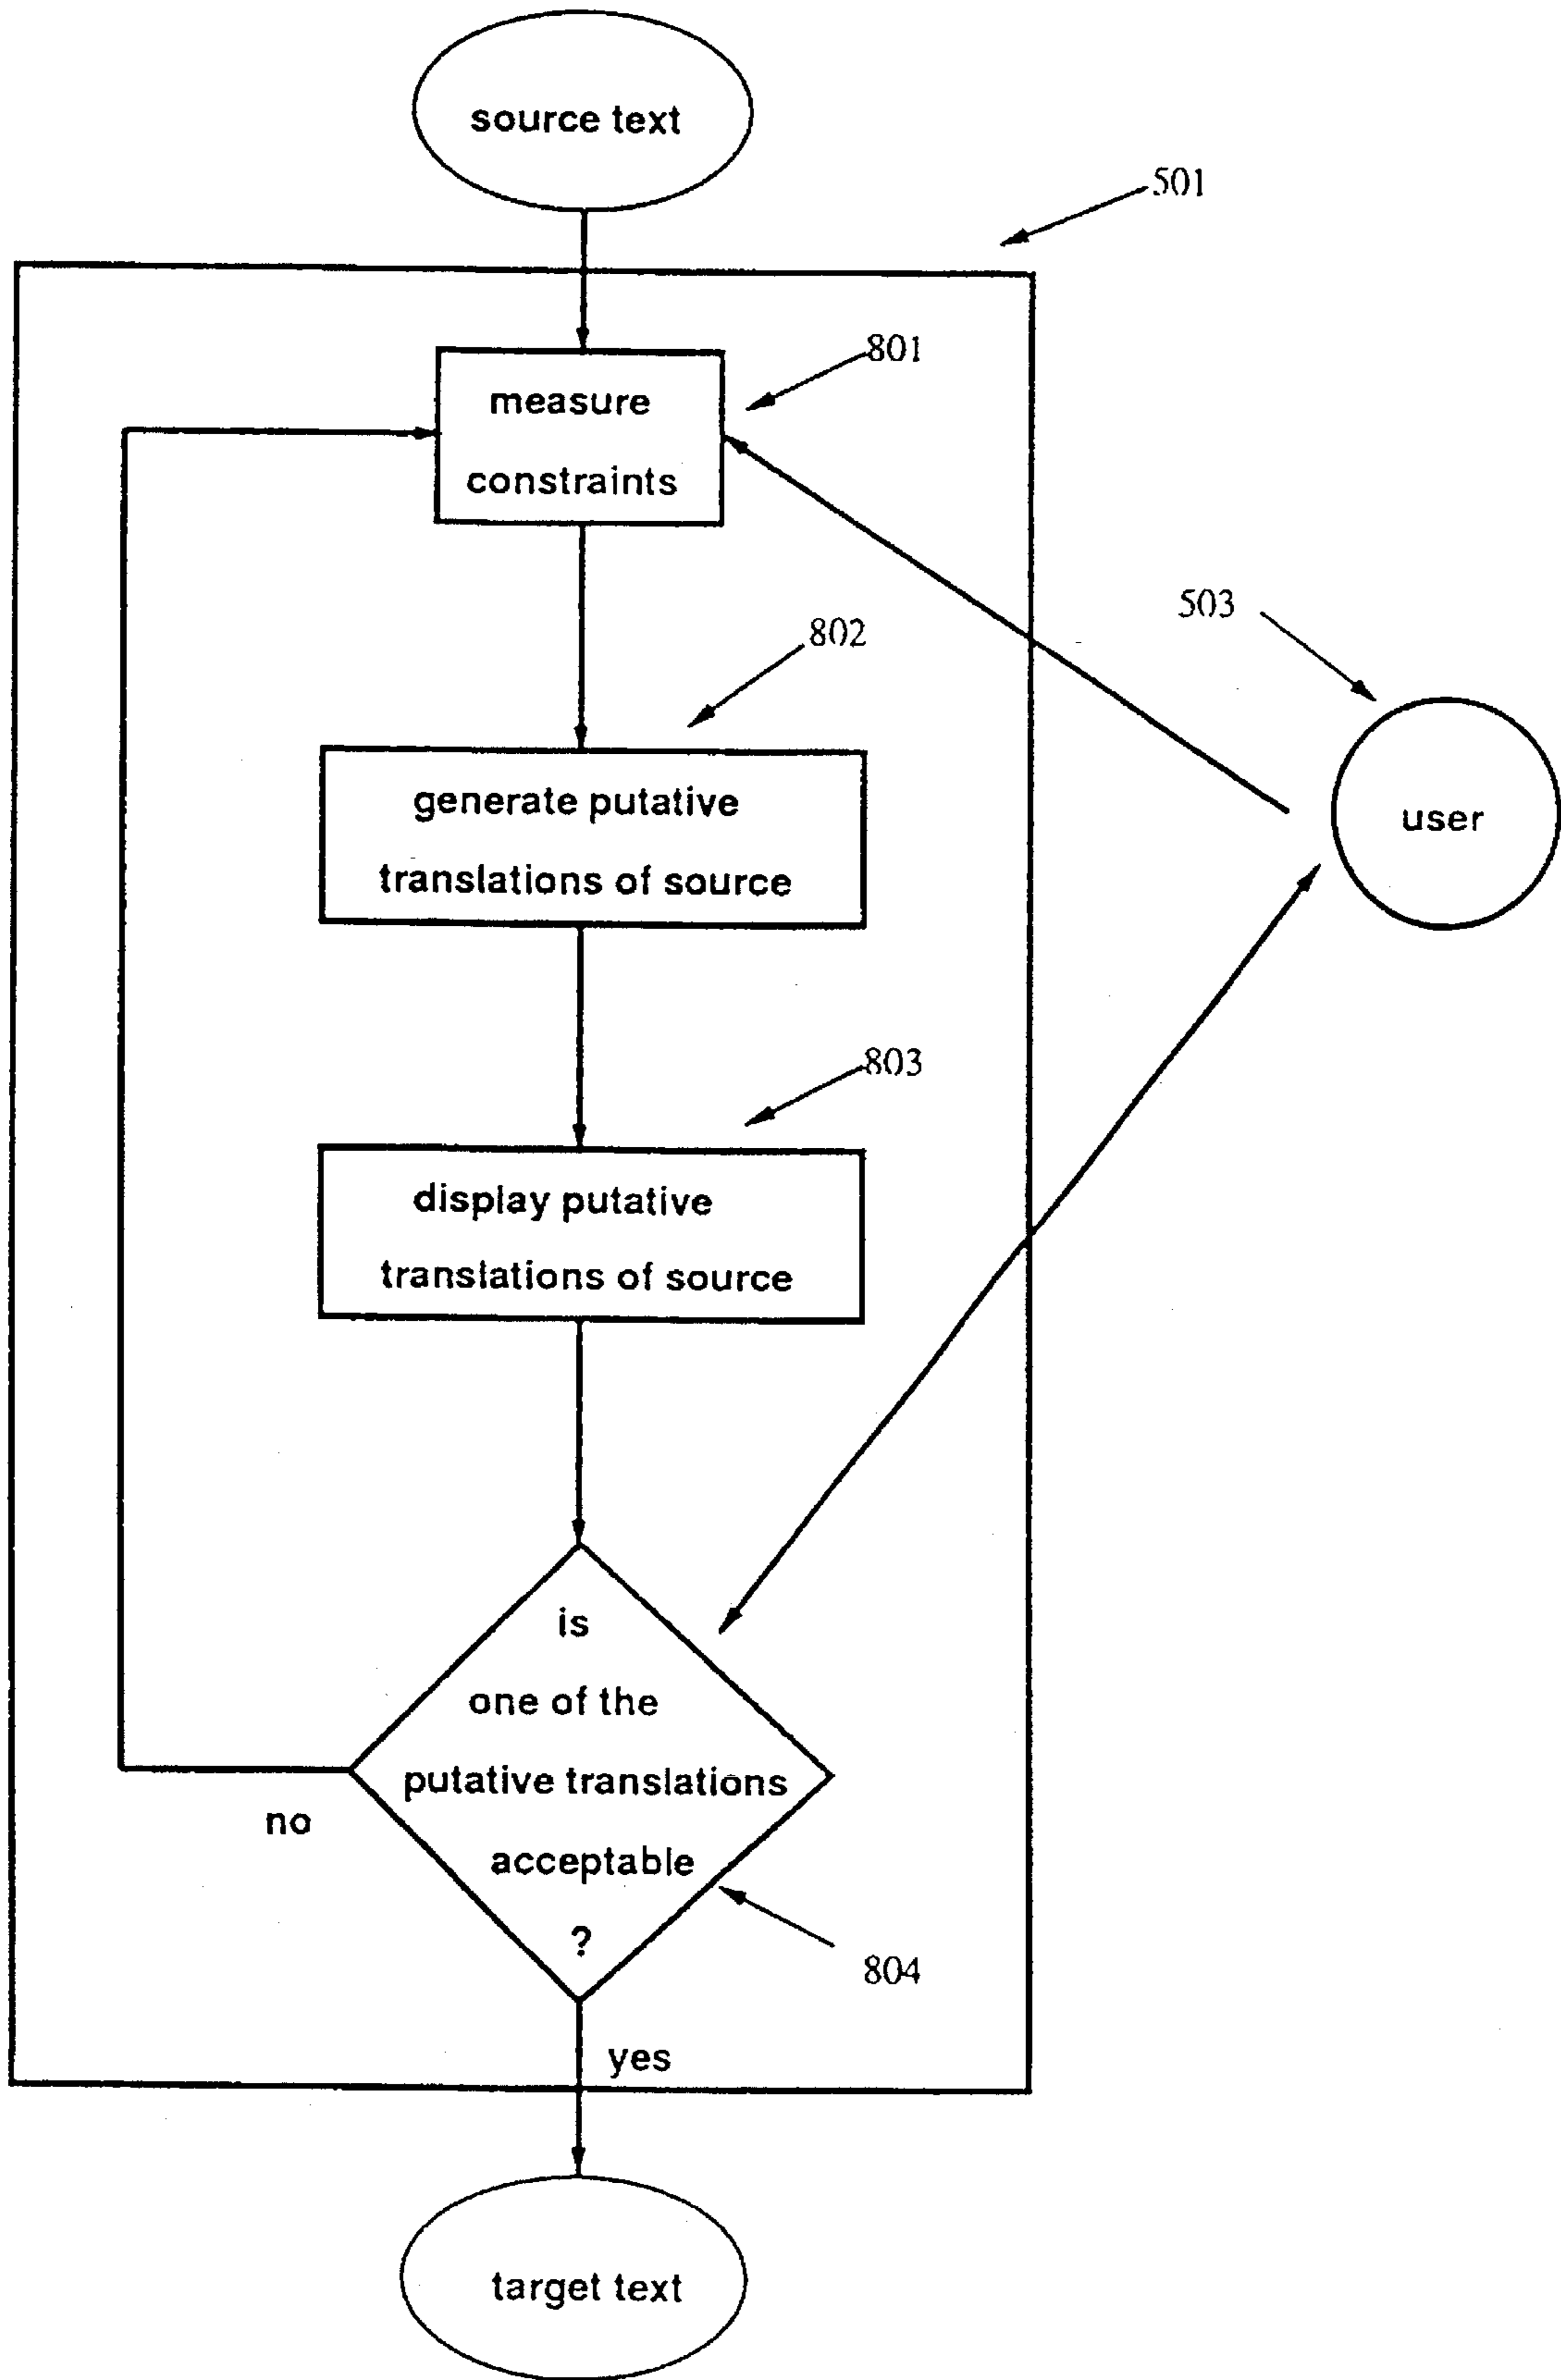 source text
501
measure
constraints
801
802
503
generate putative
translations of source
user
803
display putative
translations of source
is
one of the
putative translations
acceptable
?
no
804
yes
target text